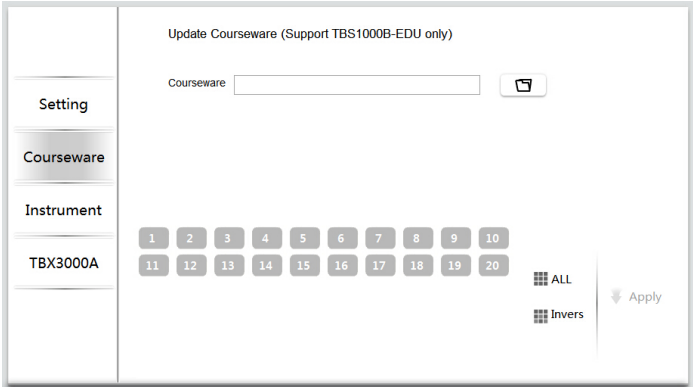 Update Courseware (Support TBS1000B-EDU only)
Courseware
Setting
Courseware
Instrument
TBX3000A
1 2 3 4 5 6 7 8 9 10
11 12 13 14 15 16 17 18 19 20
ALL
Invers
Apply